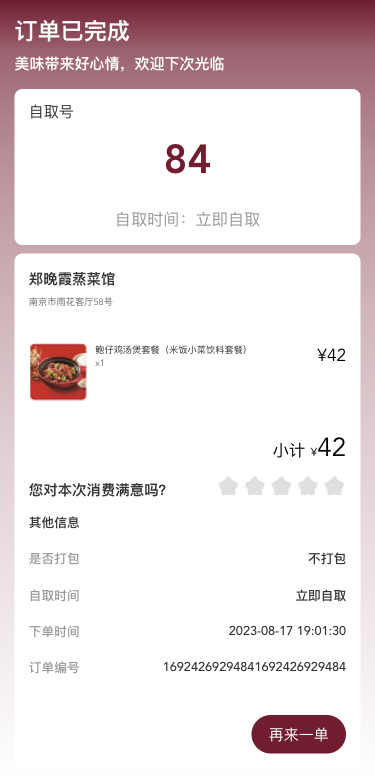 订单已完成
美味带来好心情，欢迎下次光临
自取号
84
自取时间：立即自取
郑晚霞蒸菜馆
南京市雨花客厅58号
鲍仔鸡汤煲套餐（米饭小菜饮料套餐） ¥42
x1
小计 ¥42
您对本次消费满意吗?
其他信息
是否打包 不打包
自取时间 立即自取
下单时间 2023-08-17 19:01:30
订单编号 16924269294841692426929484
再来一单